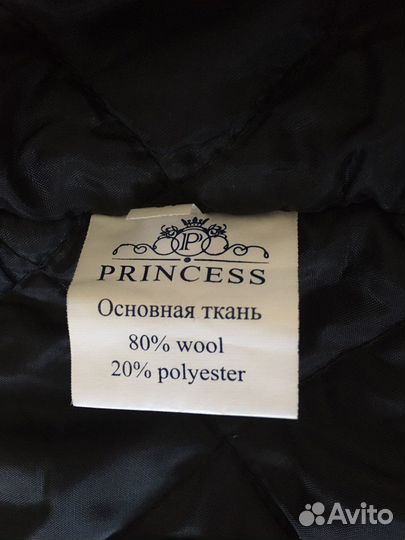 P
PRINCESS
Основная ткань
80% wool
20% polyester
Avito